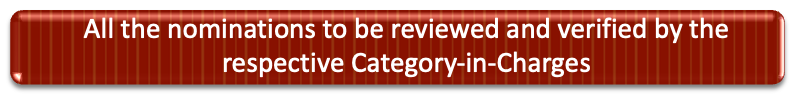 All the nominations to be reviewed and verified by the
respective Category-in-Charges